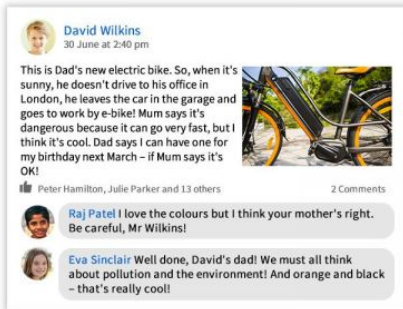 David Wilkins
30 June at 2:40 pm
This is Dad's new electric bike. So, when it's
sunny, he doesn't drive to his office in
London, he leaves the car in the garage and
goes to work by e-bike! Mum says it's
dangerous because it can go very fast, but I
think it's cool. Dad says I can have one for
my birthday next March – if Mum says it's
OK!
Peter Hamilton, Julie Parker and 13 others 2 Comments
Raj Patel I love the colours but I think your mother's right.
Be careful, Mr Wilkins!
Eva Sinclair Well done, David's dad! We must all think
about pollution and the environment! And orange and black
– that's really cool!